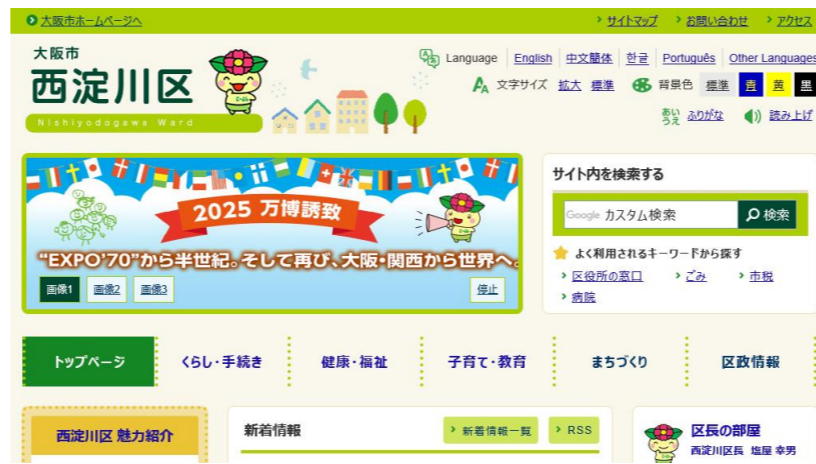 大阪市ホームページへ
サイトマップ お問い合わせ アクセス
大阪市
西淀川区
Nishiyodogawa Ward
Language English 中文簡体 한글 Português Other Languages
文字サイズ 拡大 標準 背景色 標準 青 黄 黒
あいうえ ふりがな 読み上げ
2025 万博誘致
"EXPO'70"から半世紀。そして再び、大阪・関西から世界へ。
画像1 画像2 画像3 停止
サイト内を検索する
Google カスタム検索 検索
よく利用されるキーワードから探す
区役所の窓口 ごみ 市税
病院
トップページ くらし・手続き 健康・福祉 子育て・教育 まちづくり 区政情報
西淀川区 魅力紹介
新着情報 新着情報一覧 RSS
区長の部屋
西淀川区長 塩屋 幸男